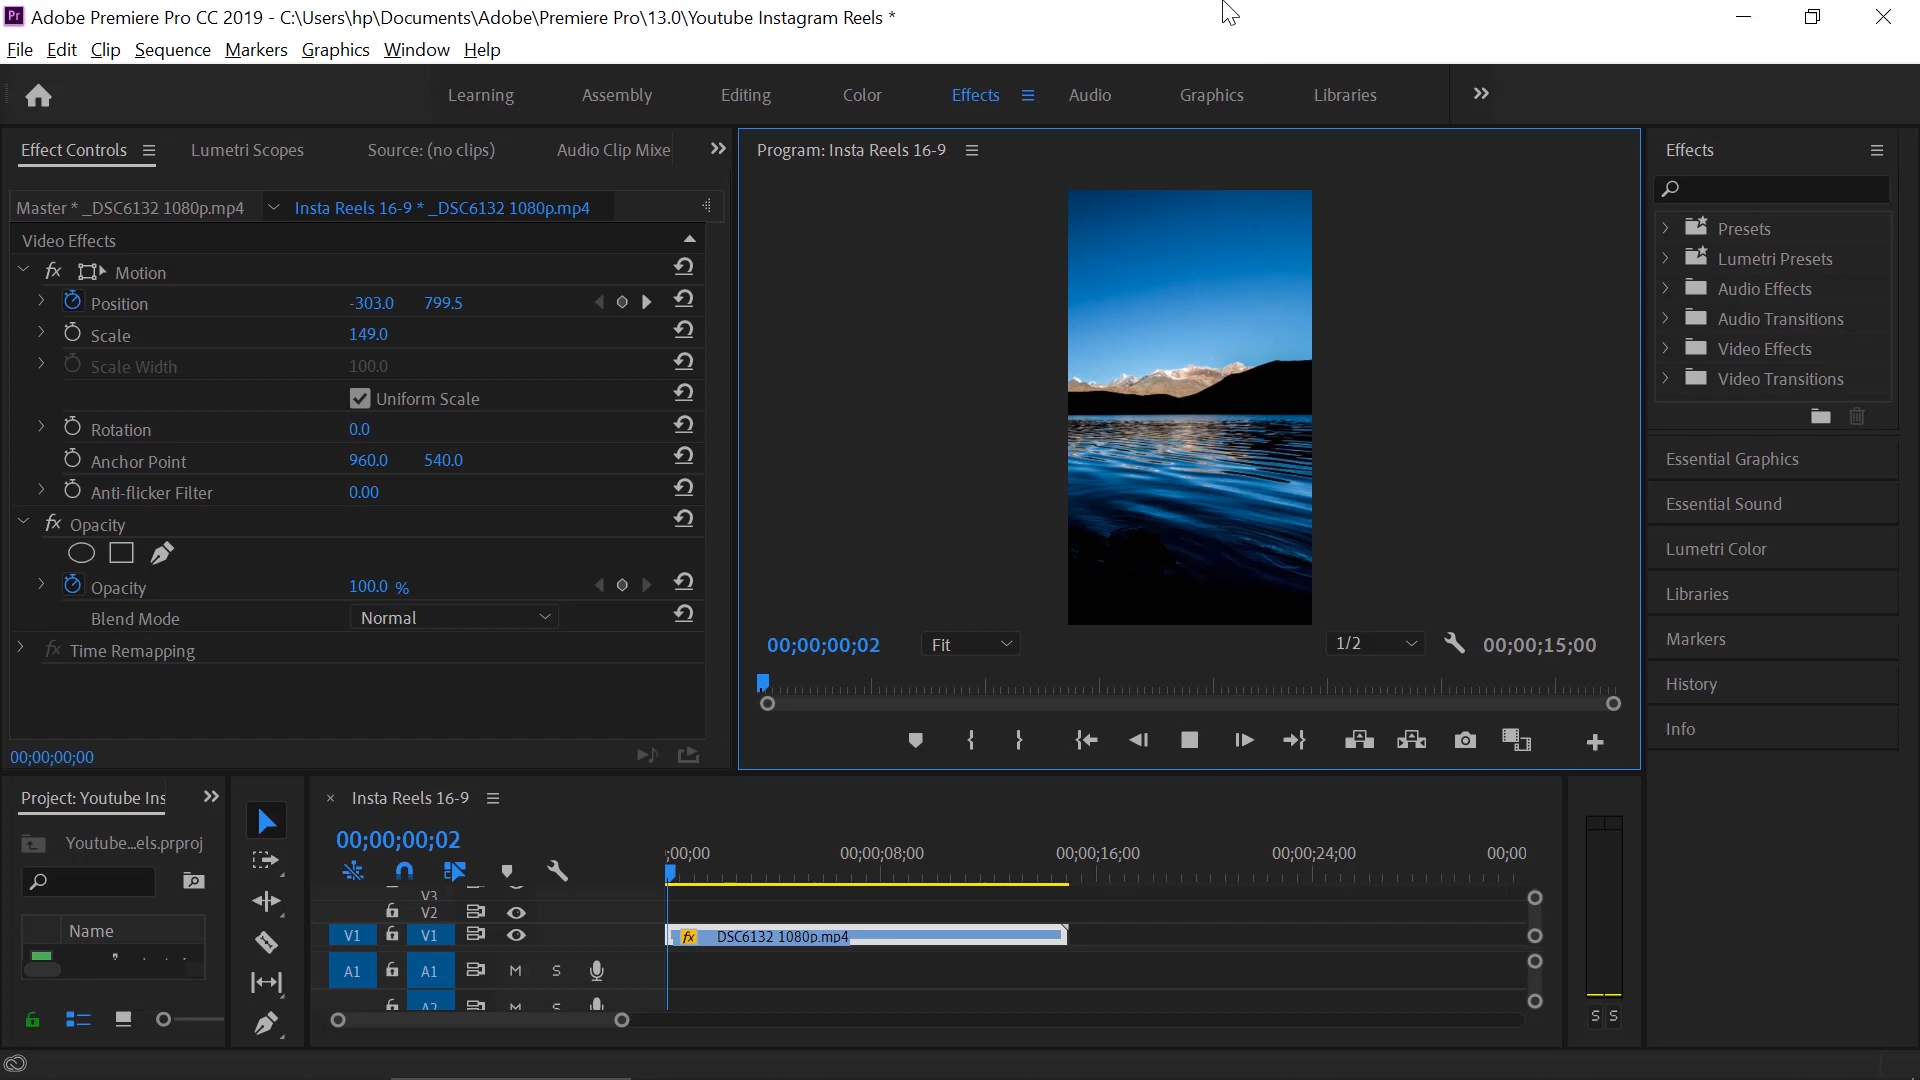 Adobe Premiere Pro CC 2019 - C:\Users\hp\Documents\Adobe\Premiere Pro\13.0\Youtube Instagram Reels *
File Edit Clip Sequence Markers Graphics Window Help
Learning Assembly Editing Color Effects Audio Graphics Libraries
Effect Controls Lumetri Scopes Source: (no clips) Audio Clip Mixe
Master * _DSC6132 1080p.mp4 Insta Reels 16-9 * _DSC6132 1080p.mp4
Video Effects
fx Motion
Position -303.0 799.5
Scale 149.0
Scale Width 100.0
Uniform Scale
Rotation 0.0
Anchor Point 960.0 540.0
Anti-flicker Filter 0.00
fx Opacity
Opacity 100.0 %
Blend Mode Normal
fx Time Remapping
00;00;00;00
Program: Insta Reels 16-9
00;00;00;02 Fit 1/2 00;00;15;00
Effects
Presets
Lumetri Presets
Audio Effects
Audio Transitions
Video Effects
Video Transitions
Essential Graphics
Essential Sound
Lumetri Color
Libraries
Markers
History
Info
Project: Youtube Ins
Youtube...els.prproj
Name
× Insta Reels 16-9
00;00;00;02
;00;00 00;00;08;00 00;00;16;00 00;00;24;00 00;00
V3
V2
V1 V1 fx DSC6132 1080p.mp4
A1 A1 M S
A2 M S
S S